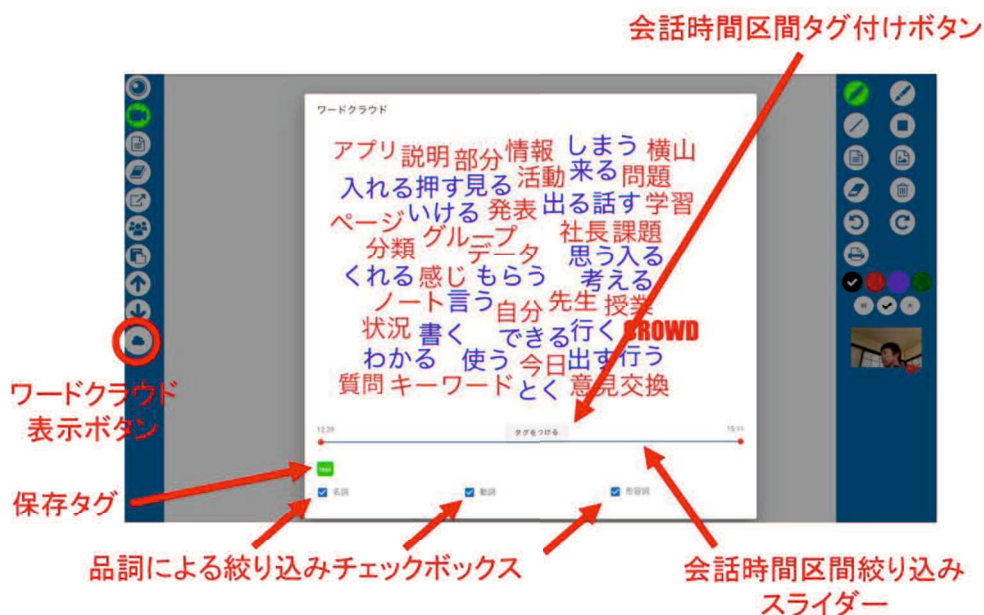 会話時間区間タグ付けボタン
ワードクラウド
アプリ 説明 部分 情報 しまう 横山
入れる 押す 見る 活動 来る 問題
ページ いける 発表 出る 話す 学習
分類 グループ データ 社長 課題
くれる 感じ もらう 思う 入る 考える
ノート 言う 自分 先生 授業
状況 書く できる 行く CROWD
わかる 使う 今日 出す 行う
質問 キーワード とく 意見 交換
ワードクラウド
表示ボタン
12:29 タグをつける 15:11
保存タグ
名詞 動詞 形容詞
品詞による絞り込みチェックボックス
会話時間区間絞り込み
スライダー